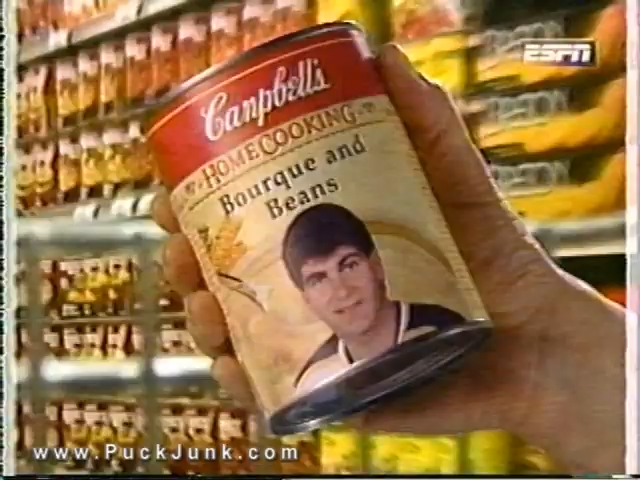 ESPN
Campbell's
HOME COOKING
Bourque and
Beans
www.PuckJunk.com